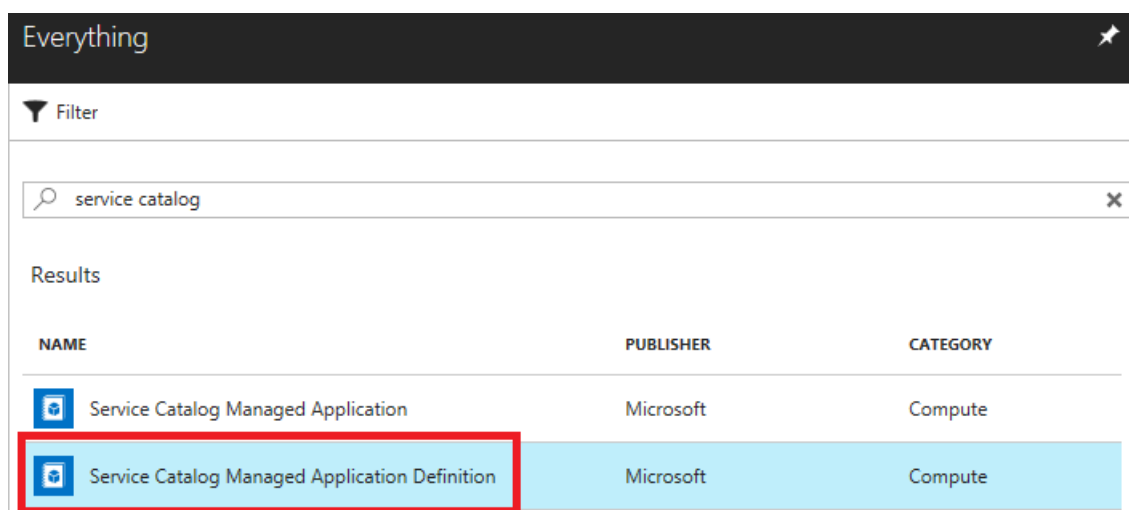 Everything
Filter
service catalog
Results
NAME PUBLISHER CATEGORY
Service Catalog Managed Application Microsoft Compute
Service Catalog Managed Application Definition Microsoft Compute